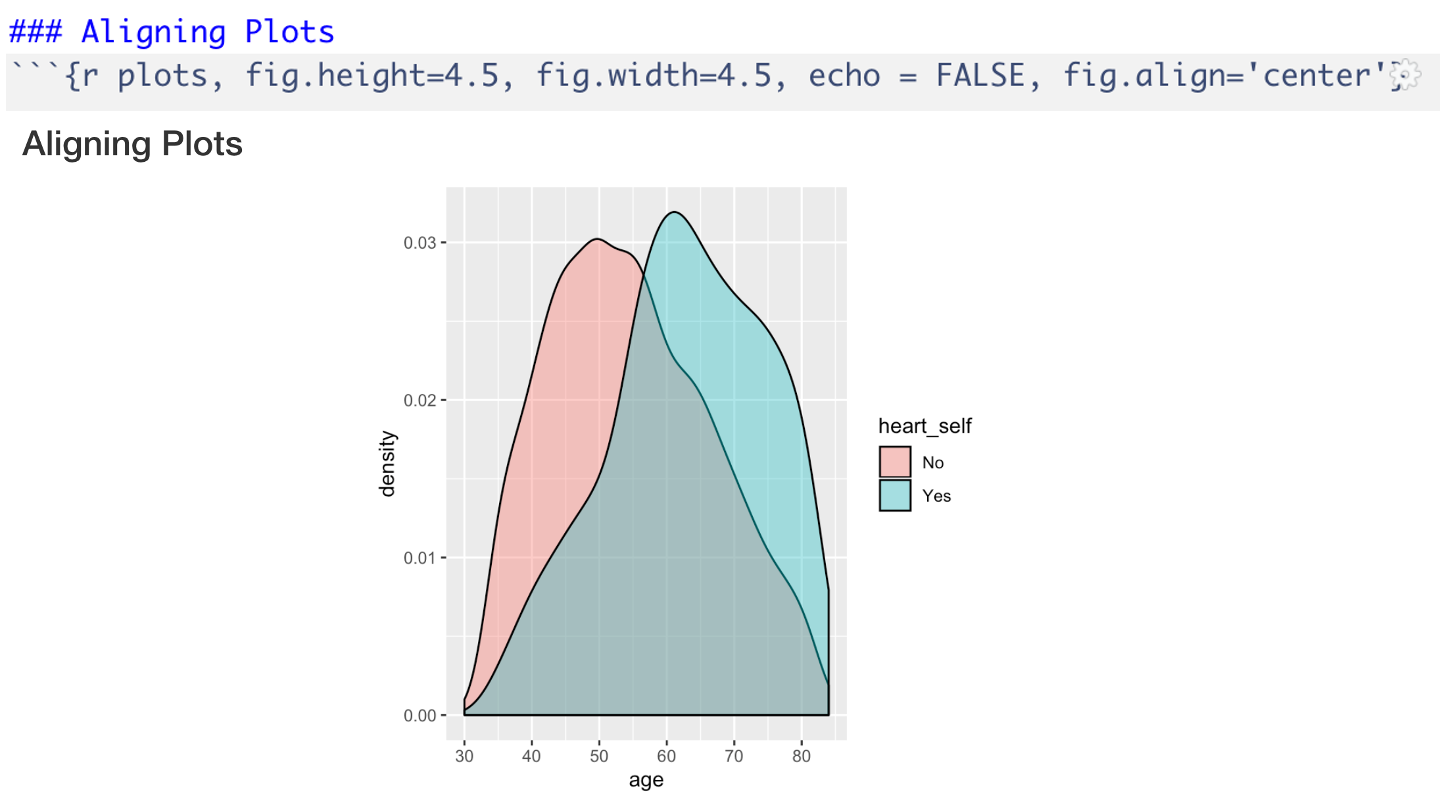 ### Aligning Plots
```{r plots, fig.height=4.5, fig.width=4.5, echo = FALSE, fig.align='center'}
Aligning Plots
0.03
0.02
0.01
0.00
density
30 40 50 60 70 80
age
heart_self
No
Yes